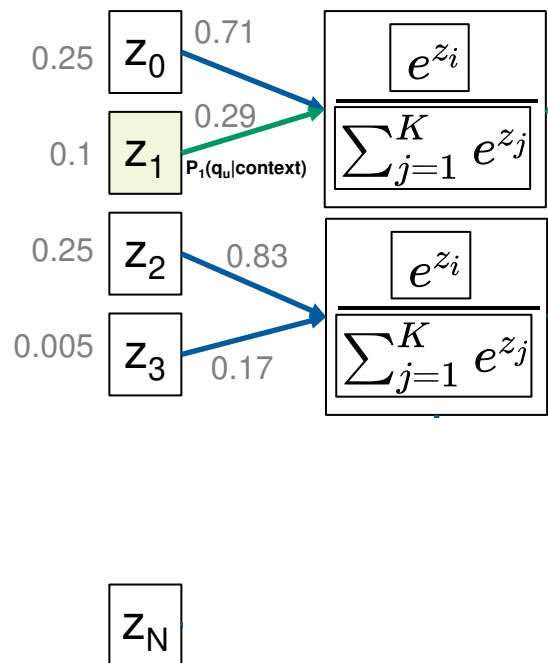 0.25 z₀ 0.71
0.1 z₁ 0.29
P₁(qᵤ|context)
e^{z_i}
∑_{j=1}^{K} e^{z_j}
0.25 z₂ 0.83
0.005 z₃ 0.17
e^{z_i}
∑_{j=1}^{K} e^{z_j}
z_N